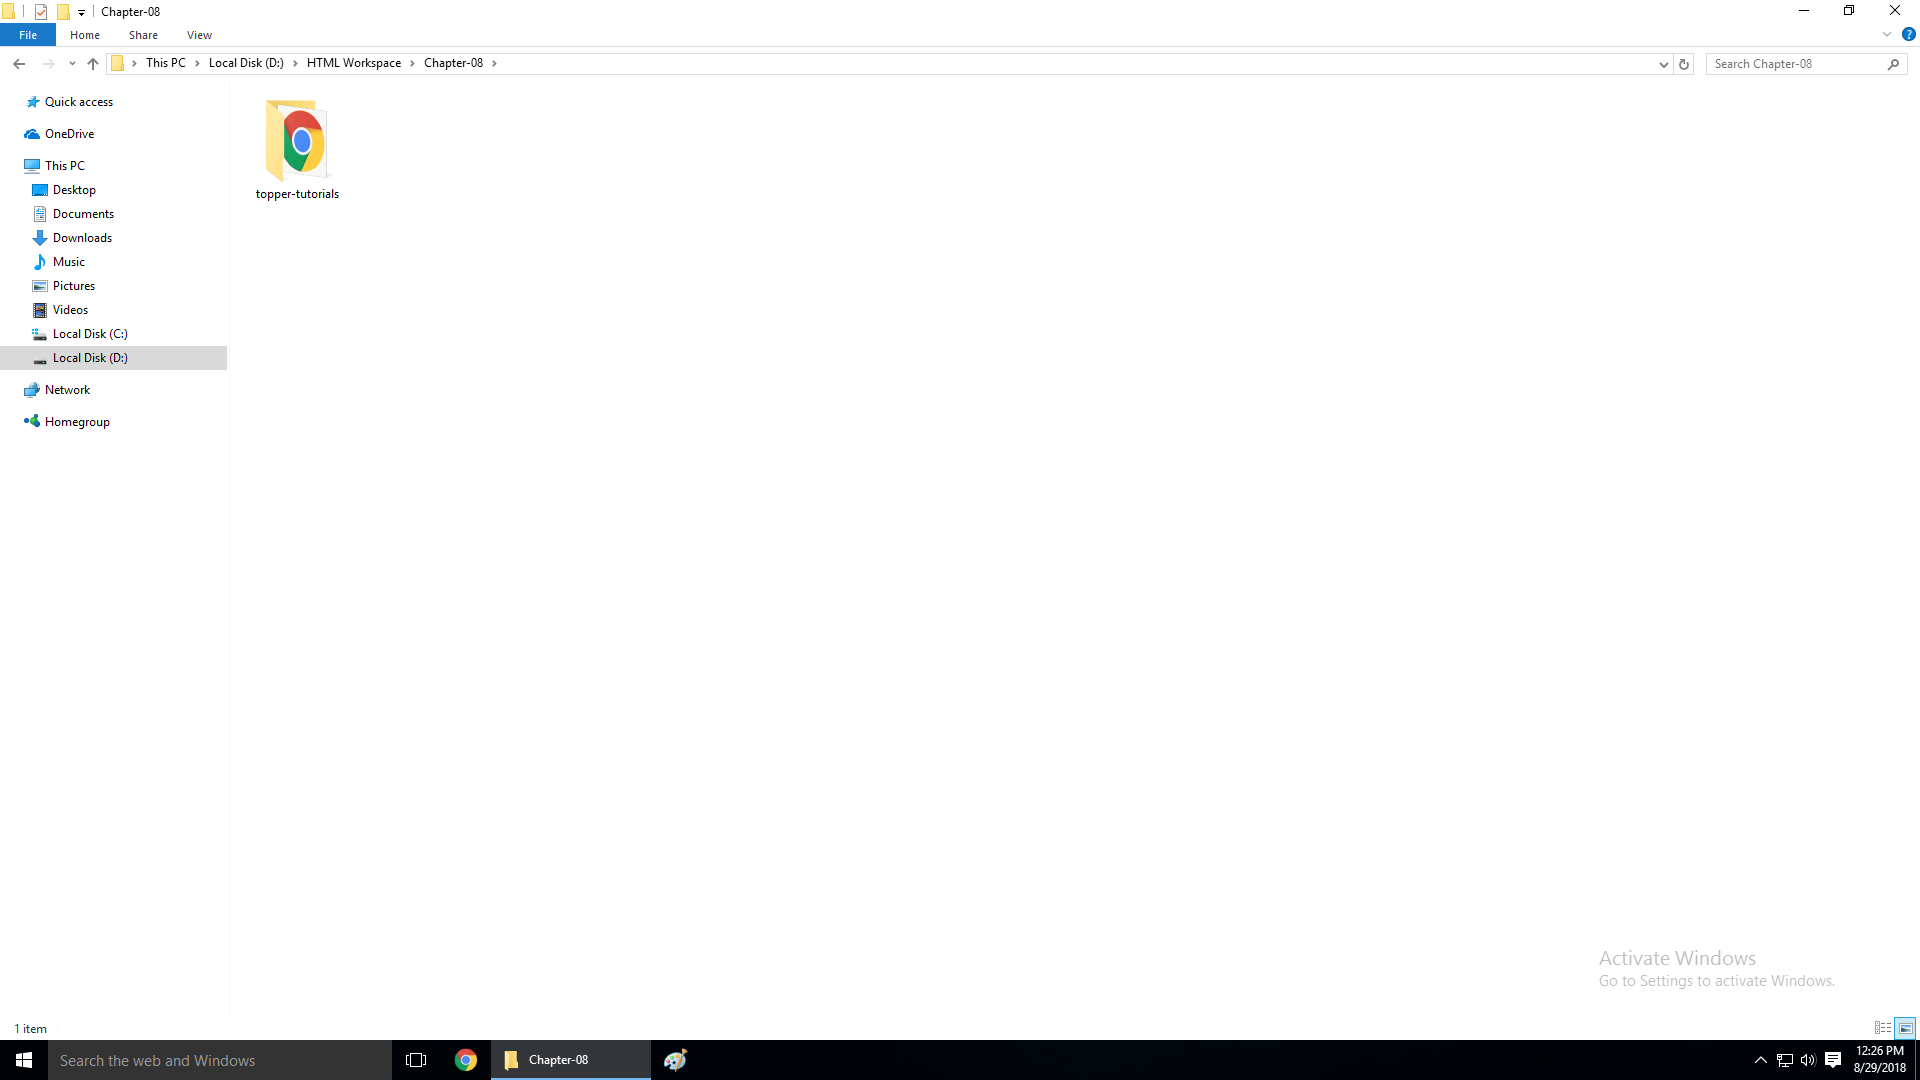 Chapter-08
File Home Share View
This PC Local Disk (D:) HTML Workspace Chapter-08
Search Chapter-08
Quick access
OneDrive
This PC
Desktop
Documents
Downloads
Music
Pictures
Videos
Local Disk (C:)
Local Disk (D:)
Network
Homegroup
topper-tutorials
Activate Windows
Go to Settings to activate Windows.
1 item
Search the web and Windows
Chapter-08
12:26 PM
8/29/2018